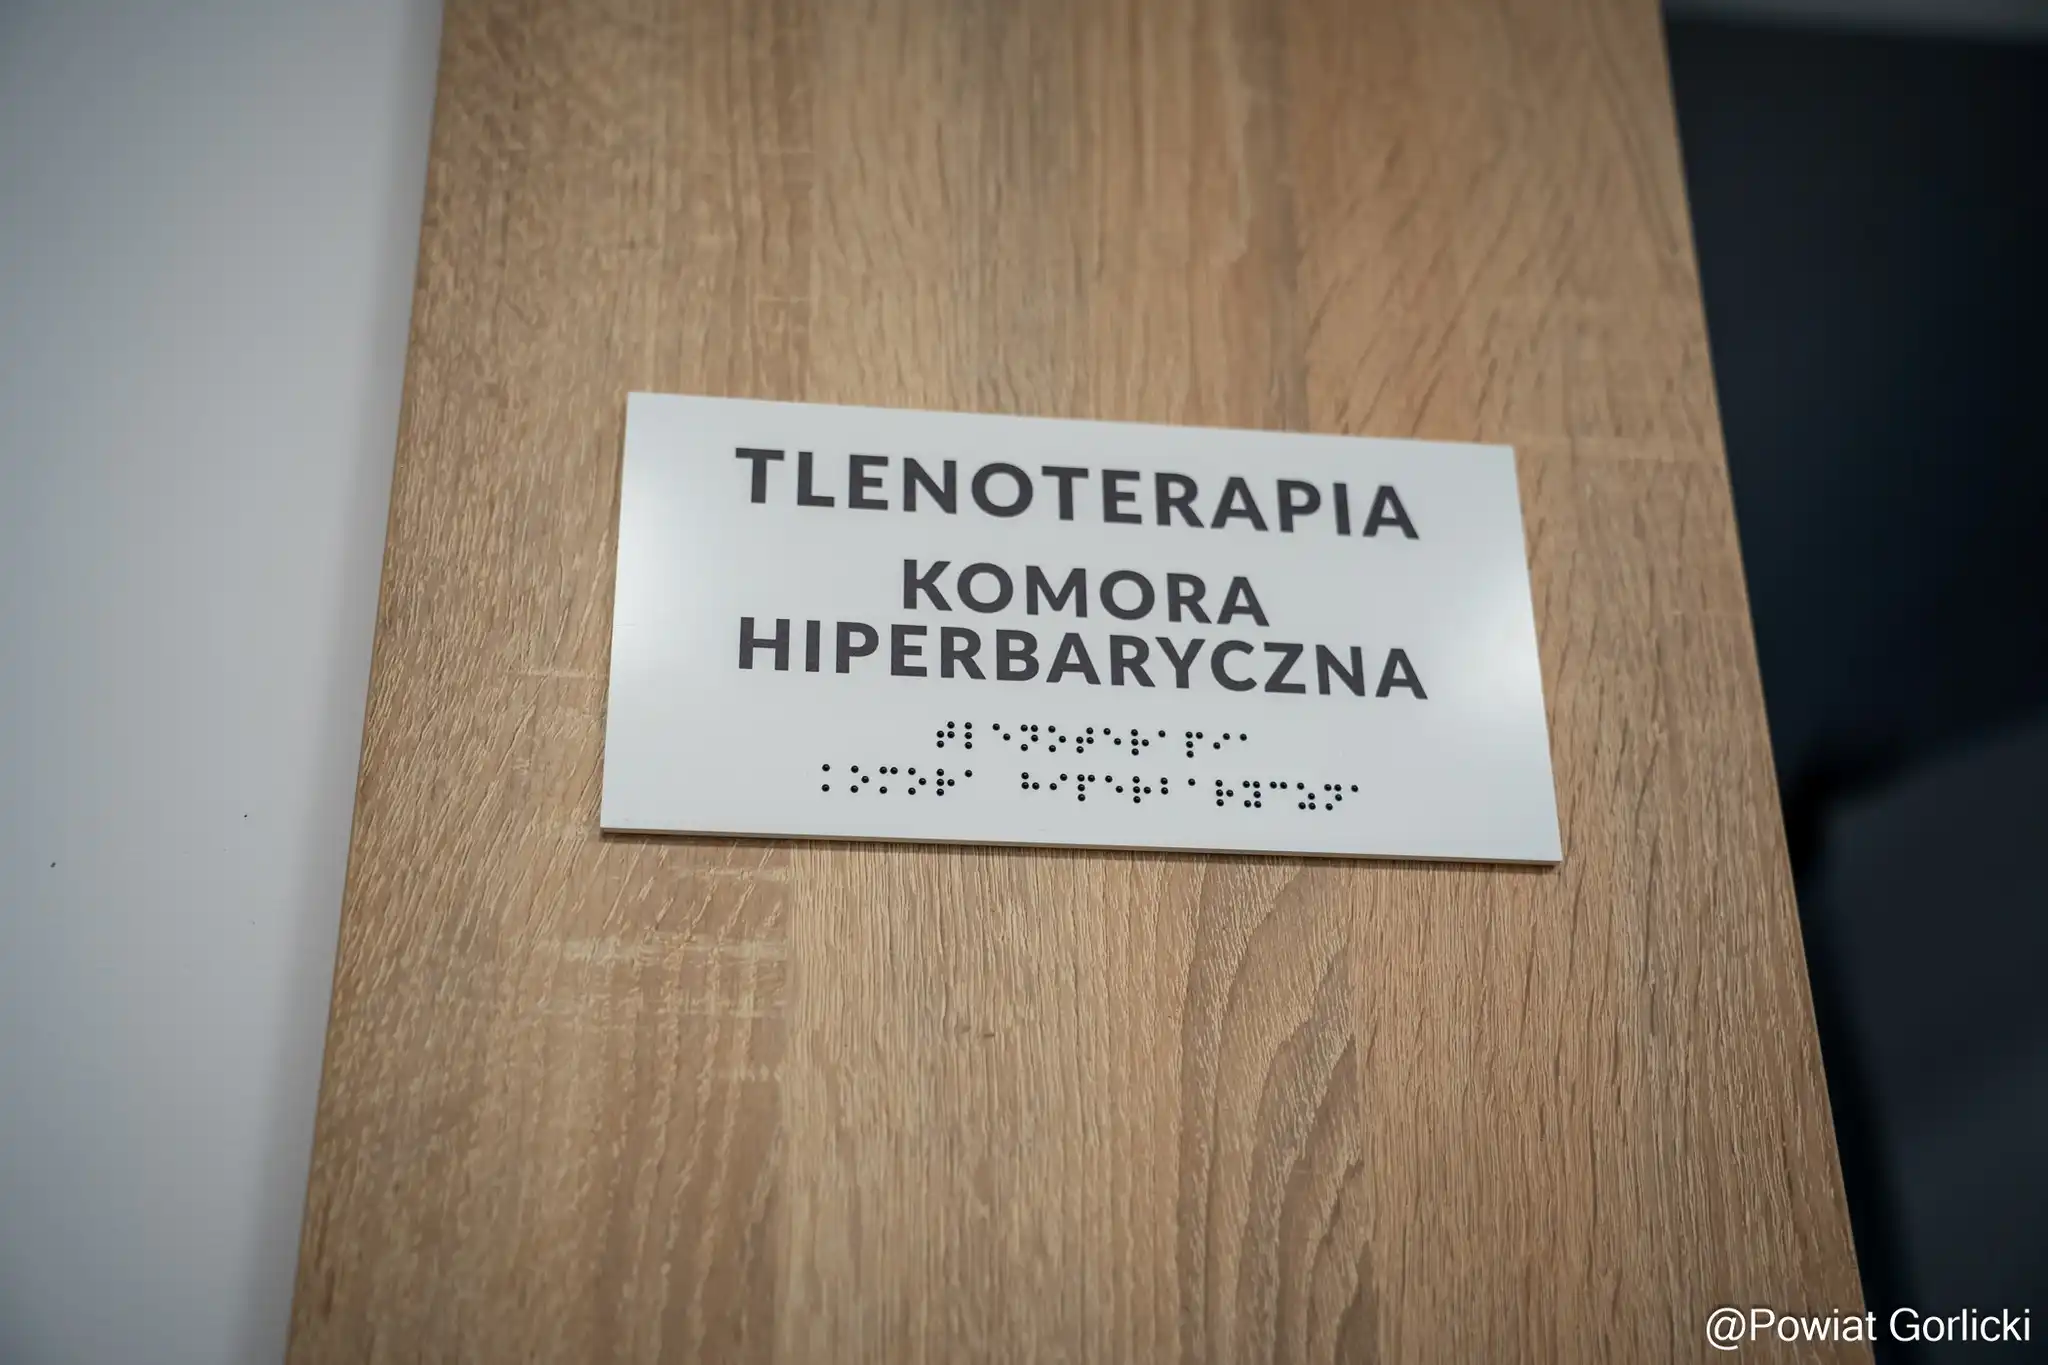 TLENOTERAPIA
KOMORA
HIPERBARYCZNA
⠞⠇⠑⠝⠕⠞⠑⠗⠁⠏⠊⠁
⠅⠕⠍⠕⠗⠁ ⠓⠊⠏⠑⠗⠃⠁⠗⠽⠉⠵⠝⠁
@Powiat Gorlicki